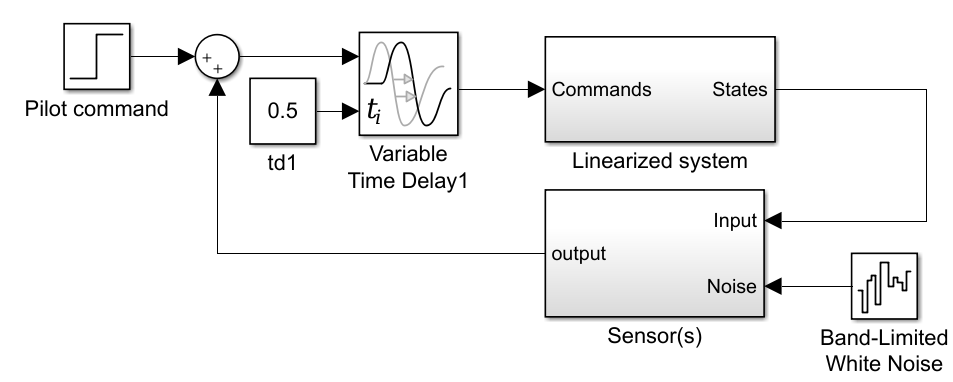 Pilot command
+
+
0.5
td1
ti
Variable
Time Delay1
Commands
States
Linearized system
Input
output
Noise
Sensor(s)
Band-Limited
White Noise